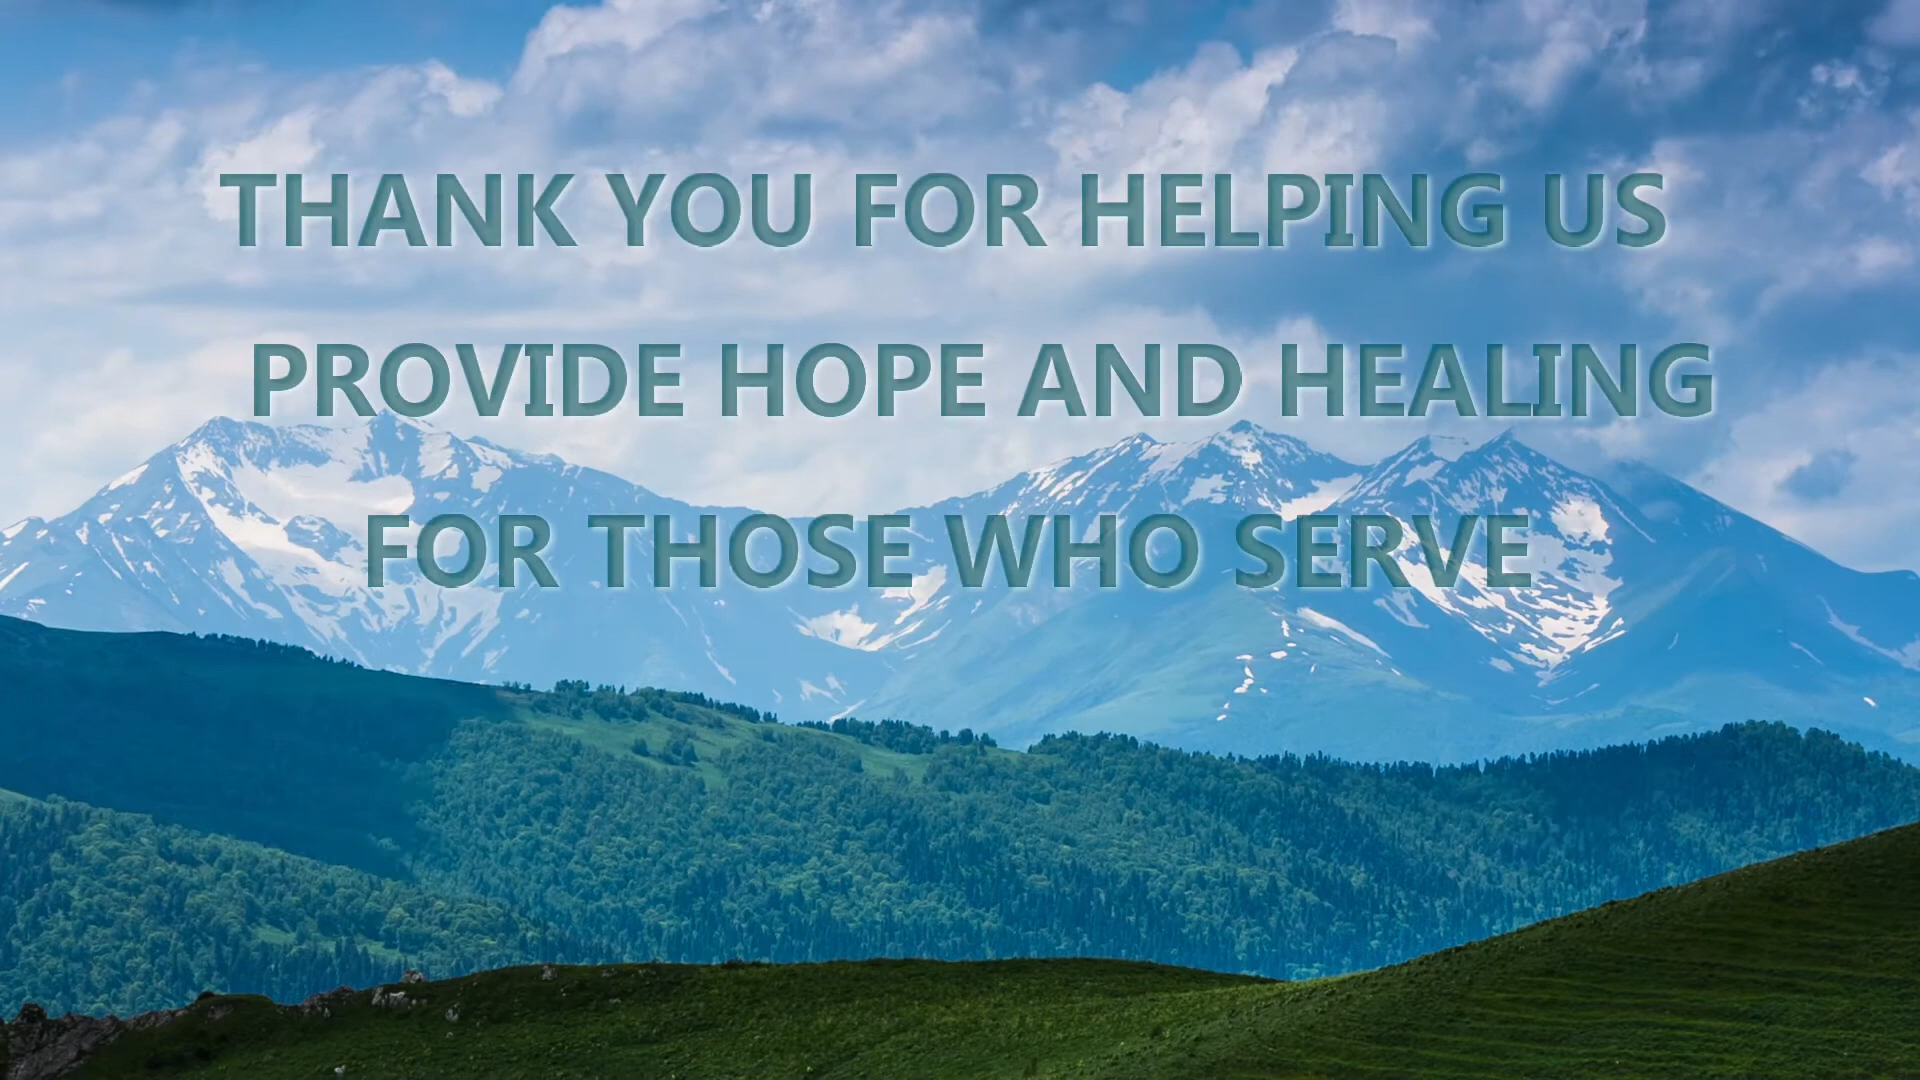 THANK YOU FOR HELPING US
PROVIDE HOPE AND HEALING
FOR THOSE WHO SERVE